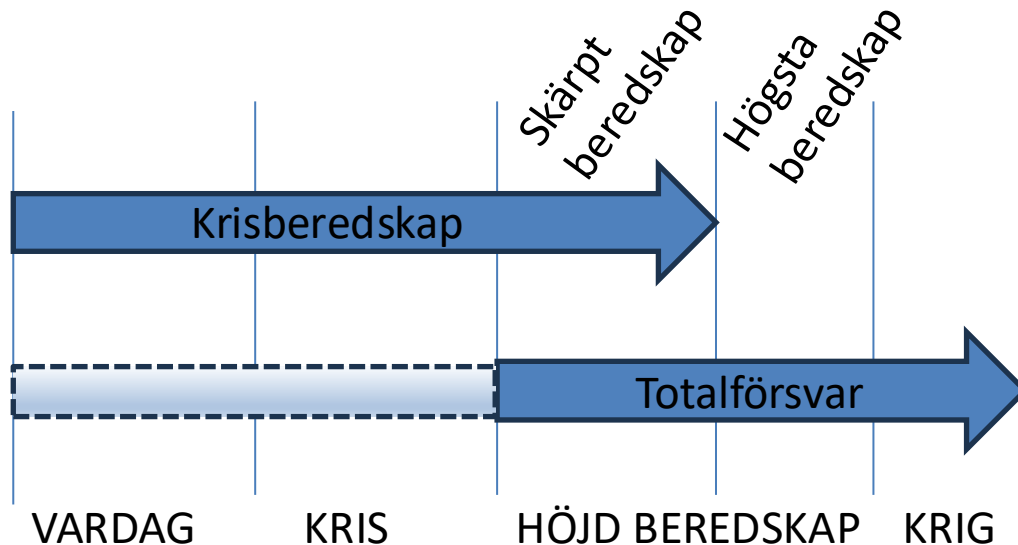 Skärpt
beredskap
Högsta
beredskap
Krisberedskap
Totalförsvar
VARDAG
KRIS
HÖJD BEREDSKAP
KRIG